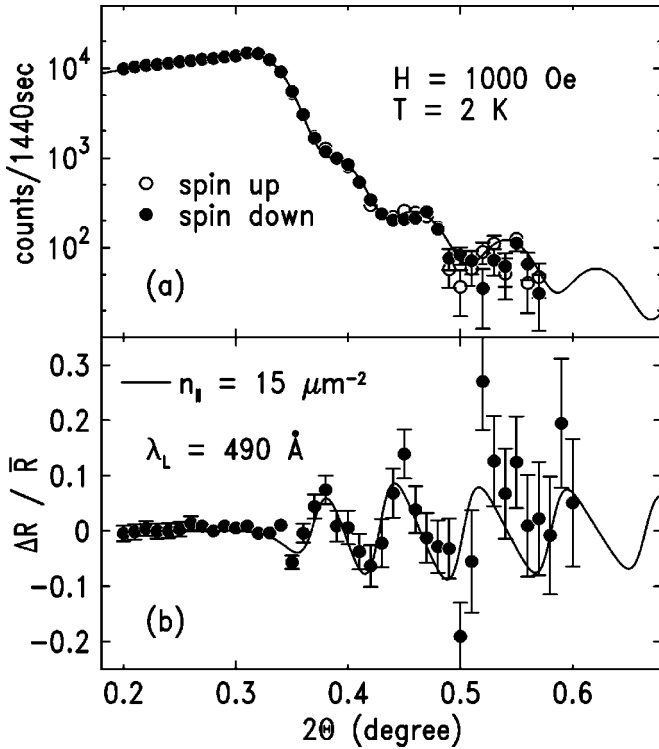 10⁴
10³
10²
counts/1440sec
H = 1000 Oe
T = 2 K
spin up
spin down
(a)
0.3
0.2
0.1
0
-0.1
-0.2
ΔR / R̅
n_∥ = 15 μm⁻²
λ_L = 490 Å
(b)
0.2 0.3 0.4 0.5 0.6
2Θ (degree)